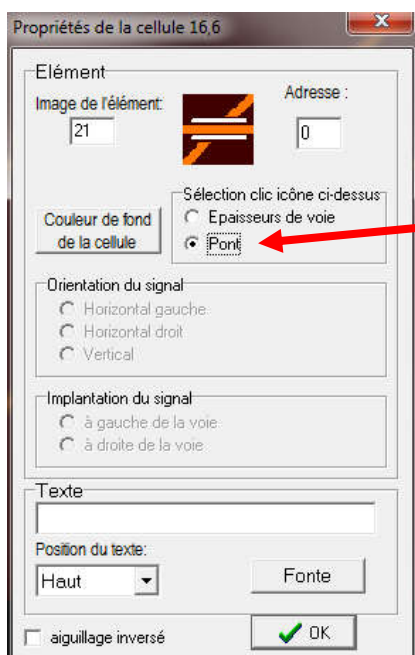 Propriétés de la cellule 16,6
Elément
Image de l'élément:
Adresse :
21
0
Couleur de fond
de la cellule
Sélection clic icône ci-dessus
Epaisseurs de voie
Pont
Orientation du signal
Horizontal gauche
Horizontal droit
Vertical
Implantation du signal
à gauche de la voie
à droite de la voie
Texte
Position du texte:
Haut
Fonte
aiguillage inversé
OK